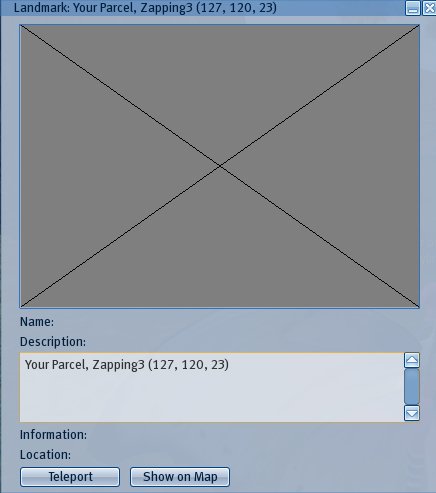 Landmark: Your Parcel, Zapping3 (127, 120, 23)
Name:
Description:
Your Parcel, Zapping3 (127, 120, 23)
Information:
Location:
Teleport Show on Map